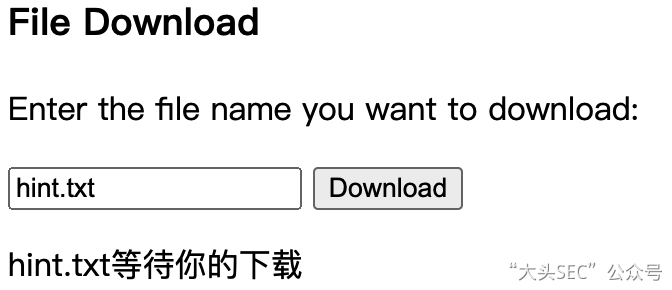 File Download
Enter the file name you want to download:
hint.txt Download
hint.txt等待你的下载
“大头SEC”公众号